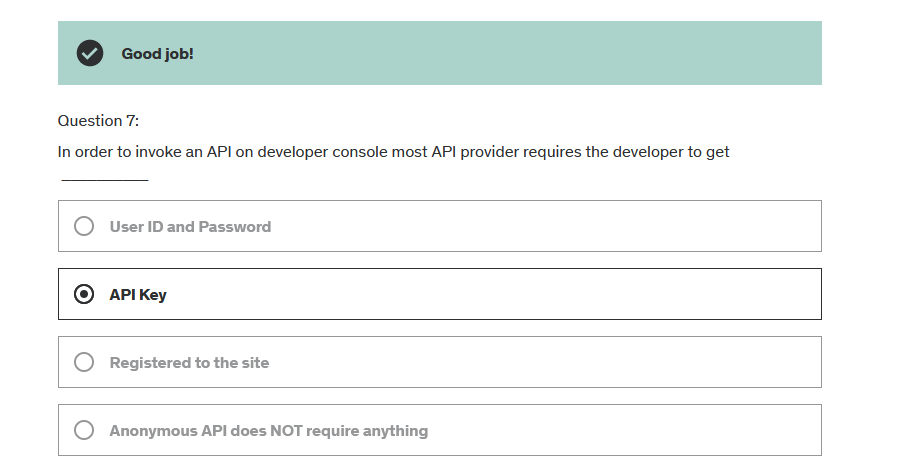 Good job!
Question 7:
In order to invoke an API on developer console most API provider requires the developer to get
__________
User ID and Password
API Key
Registered to the site
Anonymous API does NOT require anything